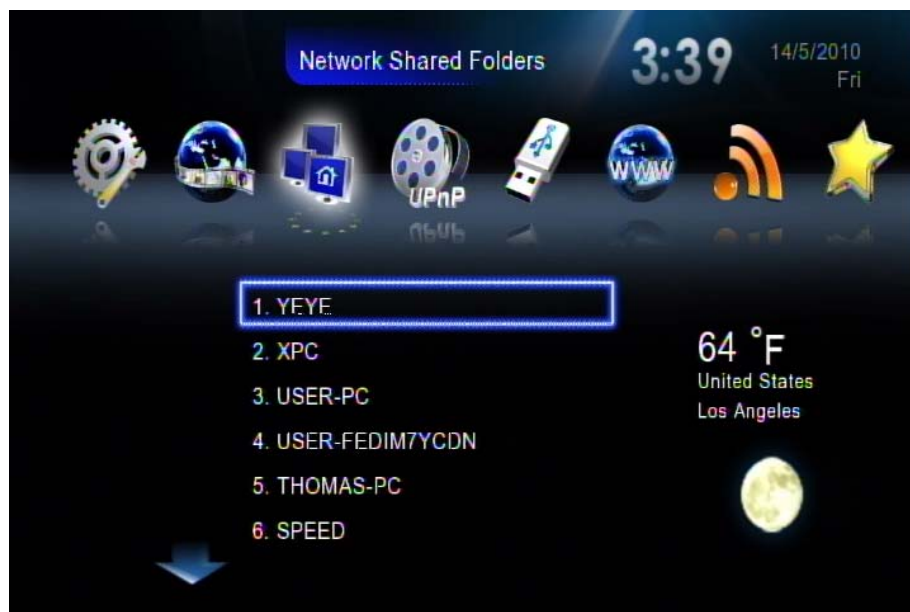 Network Shared Folders
3:39
14/5/2010
Fri
UPnP
WWW
1. YEYE
2. XPC
3. USER-PC
4. USER-FEDIM7YCDN
5. THOMAS-PC
6. SPEED
64 °F
United States
Los Angeles